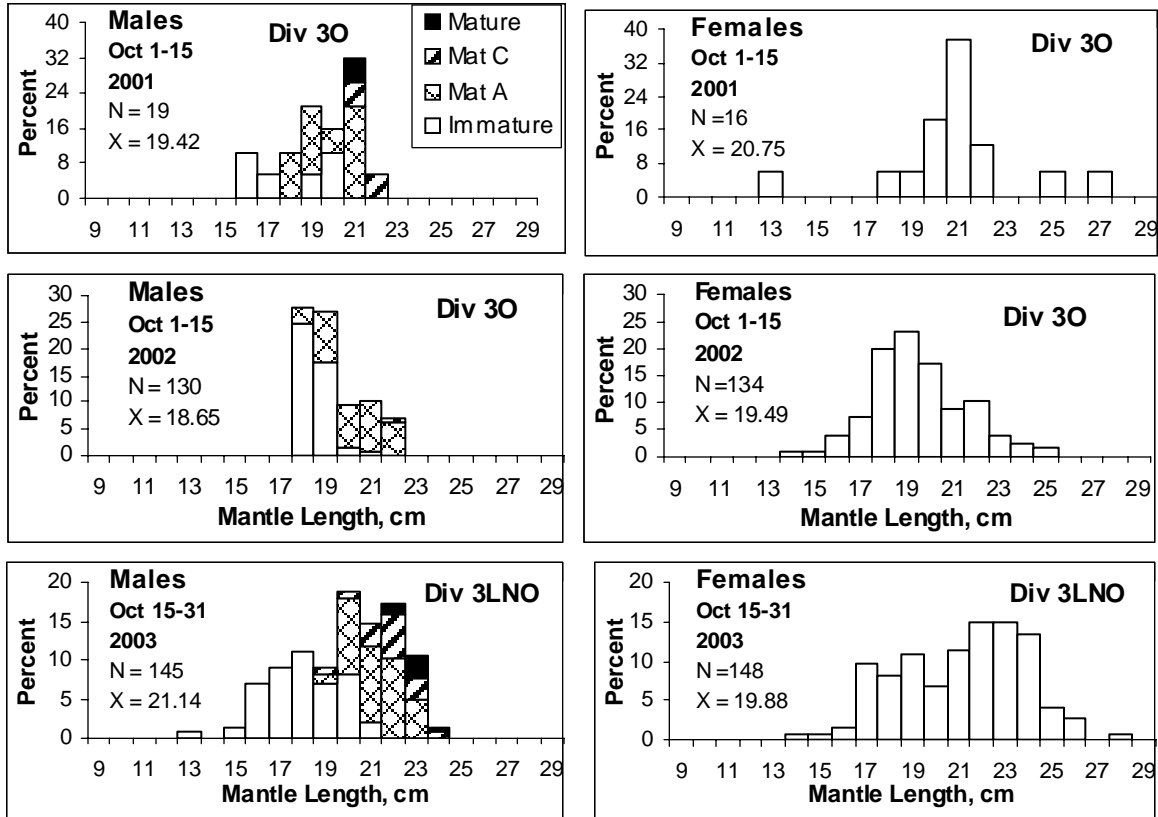 Males
Div 3O
Oct 1-15
2001
N = 19
X = 19.42
Mature
Mat C
Mat A
Immature
Percent
40
32
24
16
8
0
9 11 13 15 17 19 21 23 25 27 29
Females
Div 3O
Oct 1-15
2001
N =16
X = 20.75
Percent
40
32
24
16
8
0
9 11 13 15 17 19 21 23 25 27 29
Males
Div 3O
Oct 1-15
2002
N = 130
X = 18.65
Percent
30
25
20
15
10
5
0
9 11 13 15 17 19 21 23 25 27 29
Mantle Length, cm
Females
Div 3O
Oct 1-15
2002
N =134
X = 19.49
Percent
30
25
20
15
10
5
0
9 11 13 15 17 19 21 23 25 27 29
Mantle Length, cm
Males
Div 3LNO
Oct 15-31
2003
N = 145
X = 21.14
Percent
20
15
10
5
0
9 11 13 15 17 19 21 23 25 27 29
Mantle Length, cm
Females
Div 3LNO
Oct 15-31
2003
N =148
X = 19.88
Percent
20
15
10
5
0
9 11 13 15 17 19 21 23 25 27 29
Mantle Length, cm